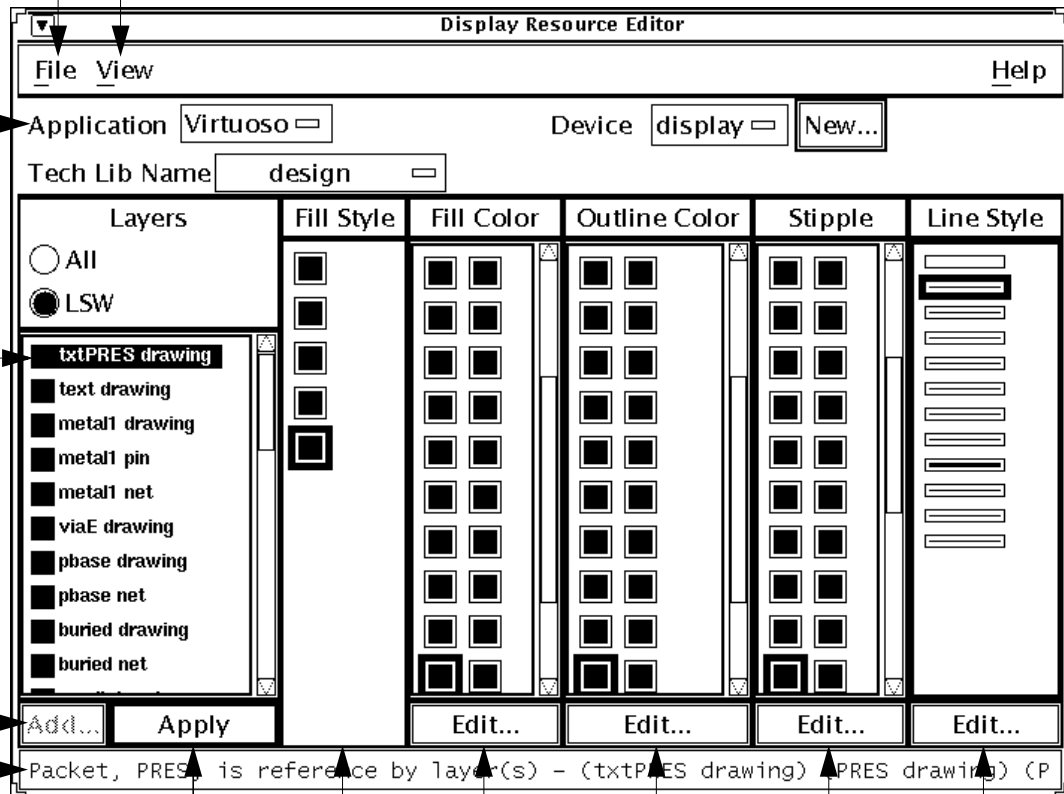 Display Resource Editor
File View Help
Application Virtuoso Device display New...
Tech Lib Name design
Layers Fill Style Fill Color Outline Color Stipple Line Style
All
LSW
txtPRES drawing
text drawing
metal1 drawing
metal1 pin
metal1 net
viaE drawing
pbase drawing
pbase net
buried drawing
buried net
Add... Apply Edit... Edit... Edit... Edit...
Packet, PRES, is reference by layer(s) - (txtPRES drawing) (PRES drawing) (P